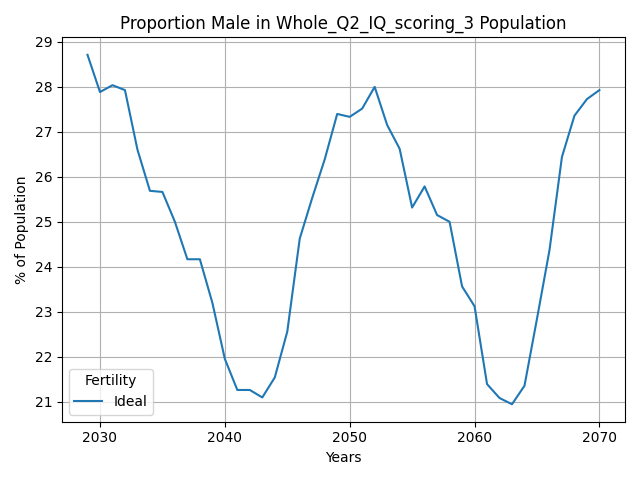 Proportion Male in Whole_Q2_IQ_scoring_3 Population
29
28
27
26
25
24
23
22
21
% of Population
Fertility
Ideal
2030 2040 2050 2060 2070
Years